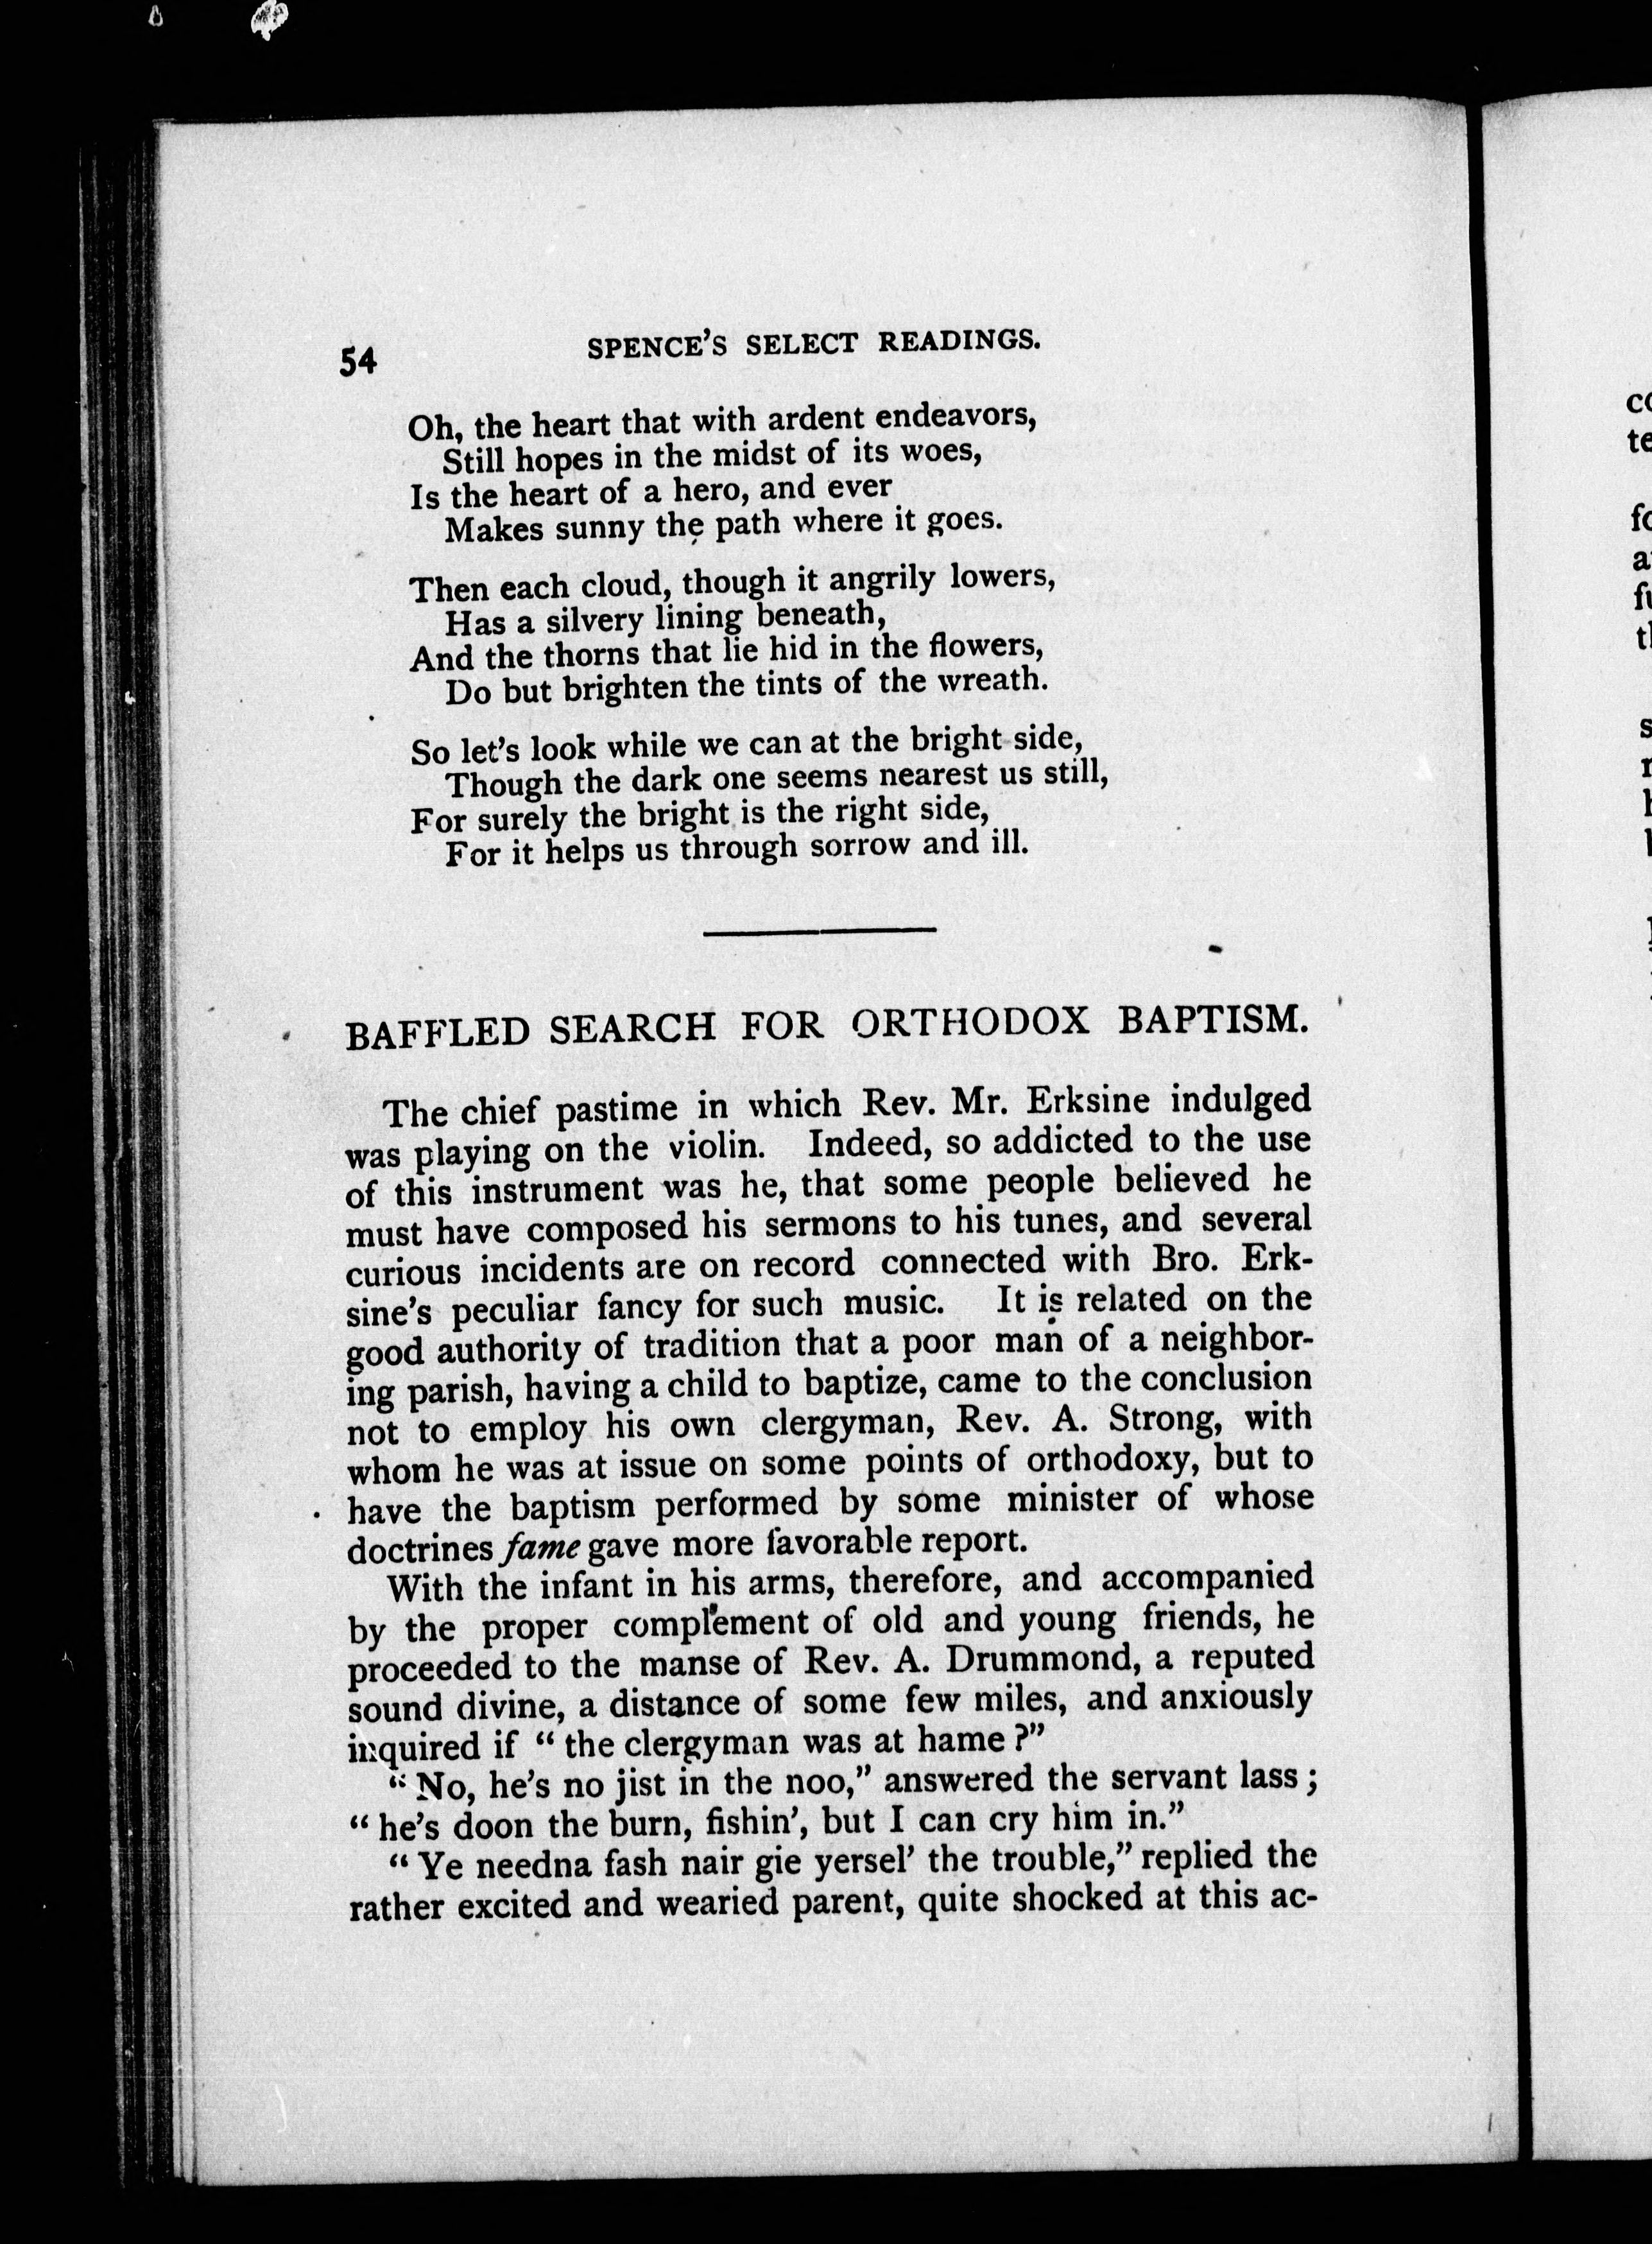 54
SPENCE'S SELECT READINGS.
Oh, the heart that with ardent endeavors,
Still hopes in the midst of its woes,
Is the heart of a hero, and ever
Makes sunny the path where it goes.
Then each cloud, though it angrily lowers,
Has a silvery lining beneath,
And the thorns that lie hid in the flowers,
Do but brighten the tints of the wreath.
So let's look while we can at the bright side,
Though the dark one seems nearest us still,
For surely the bright is the right side,
For it helps us through sorrow and ill.
BAFFLED SEARCH FOR ORTHODOX BAPTISM.
The chief pastime in which Rev. Mr. Erksine indulged
was playing on the violin. Indeed, so addicted to the use
of this instrument was he, that some people believed he
must have composed his sermons to his tunes, and several
curious incidents are on record connected with Bro. Erk-
sine's peculiar fancy for such music. It is related on the
good authority of tradition that a poor man of a neighbor-
ing parish, having a child to baptize, came to the conclusion
not to employ his own clergyman, Rev. A. Strong, with
whom he was at issue on some points of orthodoxy, but to
have the baptism performed by some minister of whose
doctrines fame gave more favorable report.
With the infant in his arms, therefore, and accompanied
by the proper complement of old and young friends, he
proceeded to the manse of Rev. A. Drummond, a reputed
sound divine, a distance of some few miles, and anxiously
inquired if "the clergyman was at hame?"
"No, he's no jist in the noo," answered the servant lass;
"he's doon the burn, fishin', but I can cry him in."
"Ye needna fash nair gie yersel' the trouble," replied the
rather excited and wearied parent, quite shocked at this ac-